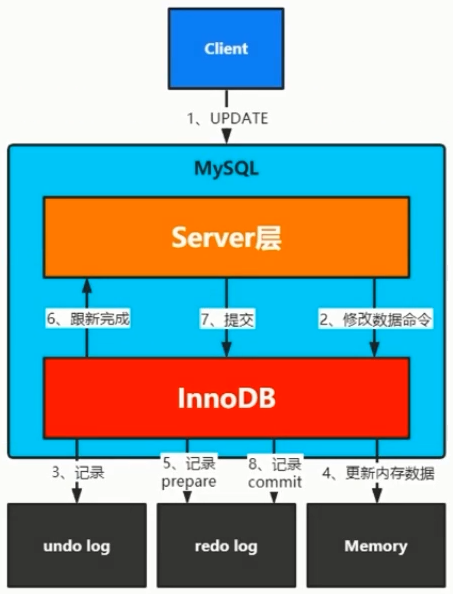 Client
1、UPDATE
MySQL
Server层
6、跟新完成
7、提交
2、修改数据命令
InnoDB
3、记录
5、记录
prepare
8、记录
commit
4、更新内存数据
undo log
redo log
Memory